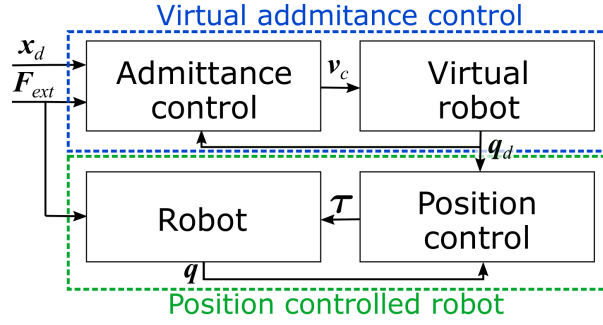 Virtual addmitance control
x_d
F_ext
Admittance
control
v_c
Virtual
robot
q_d
Robot
τ
Position
control
q
Position controlled robot